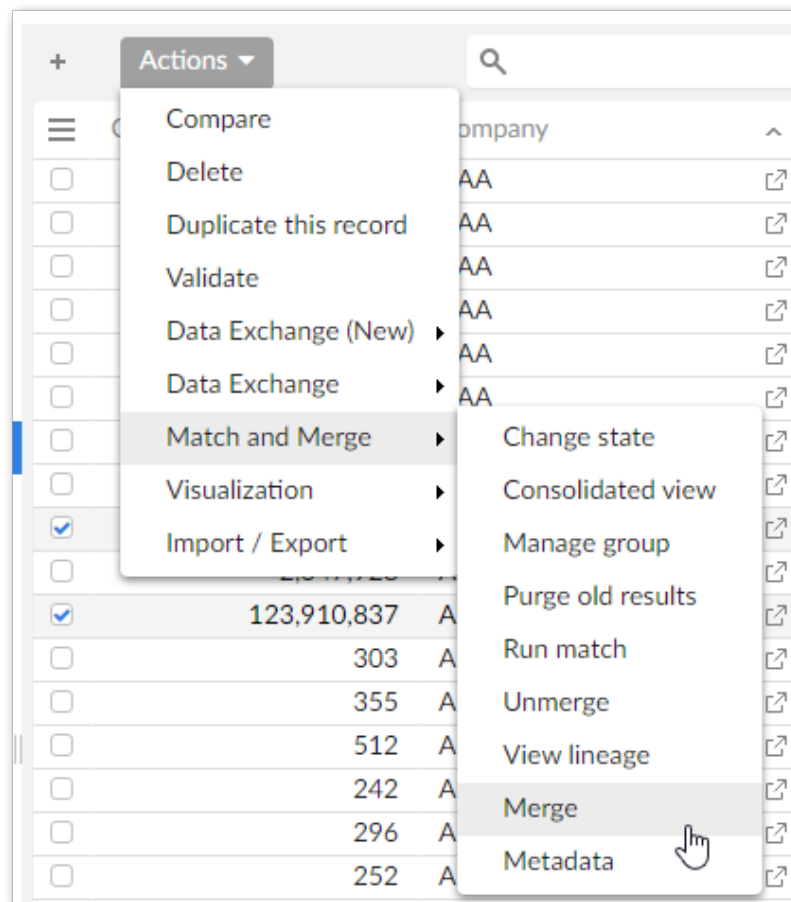 + Actions
Compare
ompany
Delete
AA
Duplicate this record
AA
Validate
AA
Data Exchange (New)
AA
AA
Data Exchange
AA
Match and Merge
Change state
Visualization
Consolidated view
Import / Export
Manage group
Purge old results
123,910,837 A
303 A
Run match
355 A
Unmerge
512 A
View lineage
242 A
Merge
296 A
Metadata
252 A